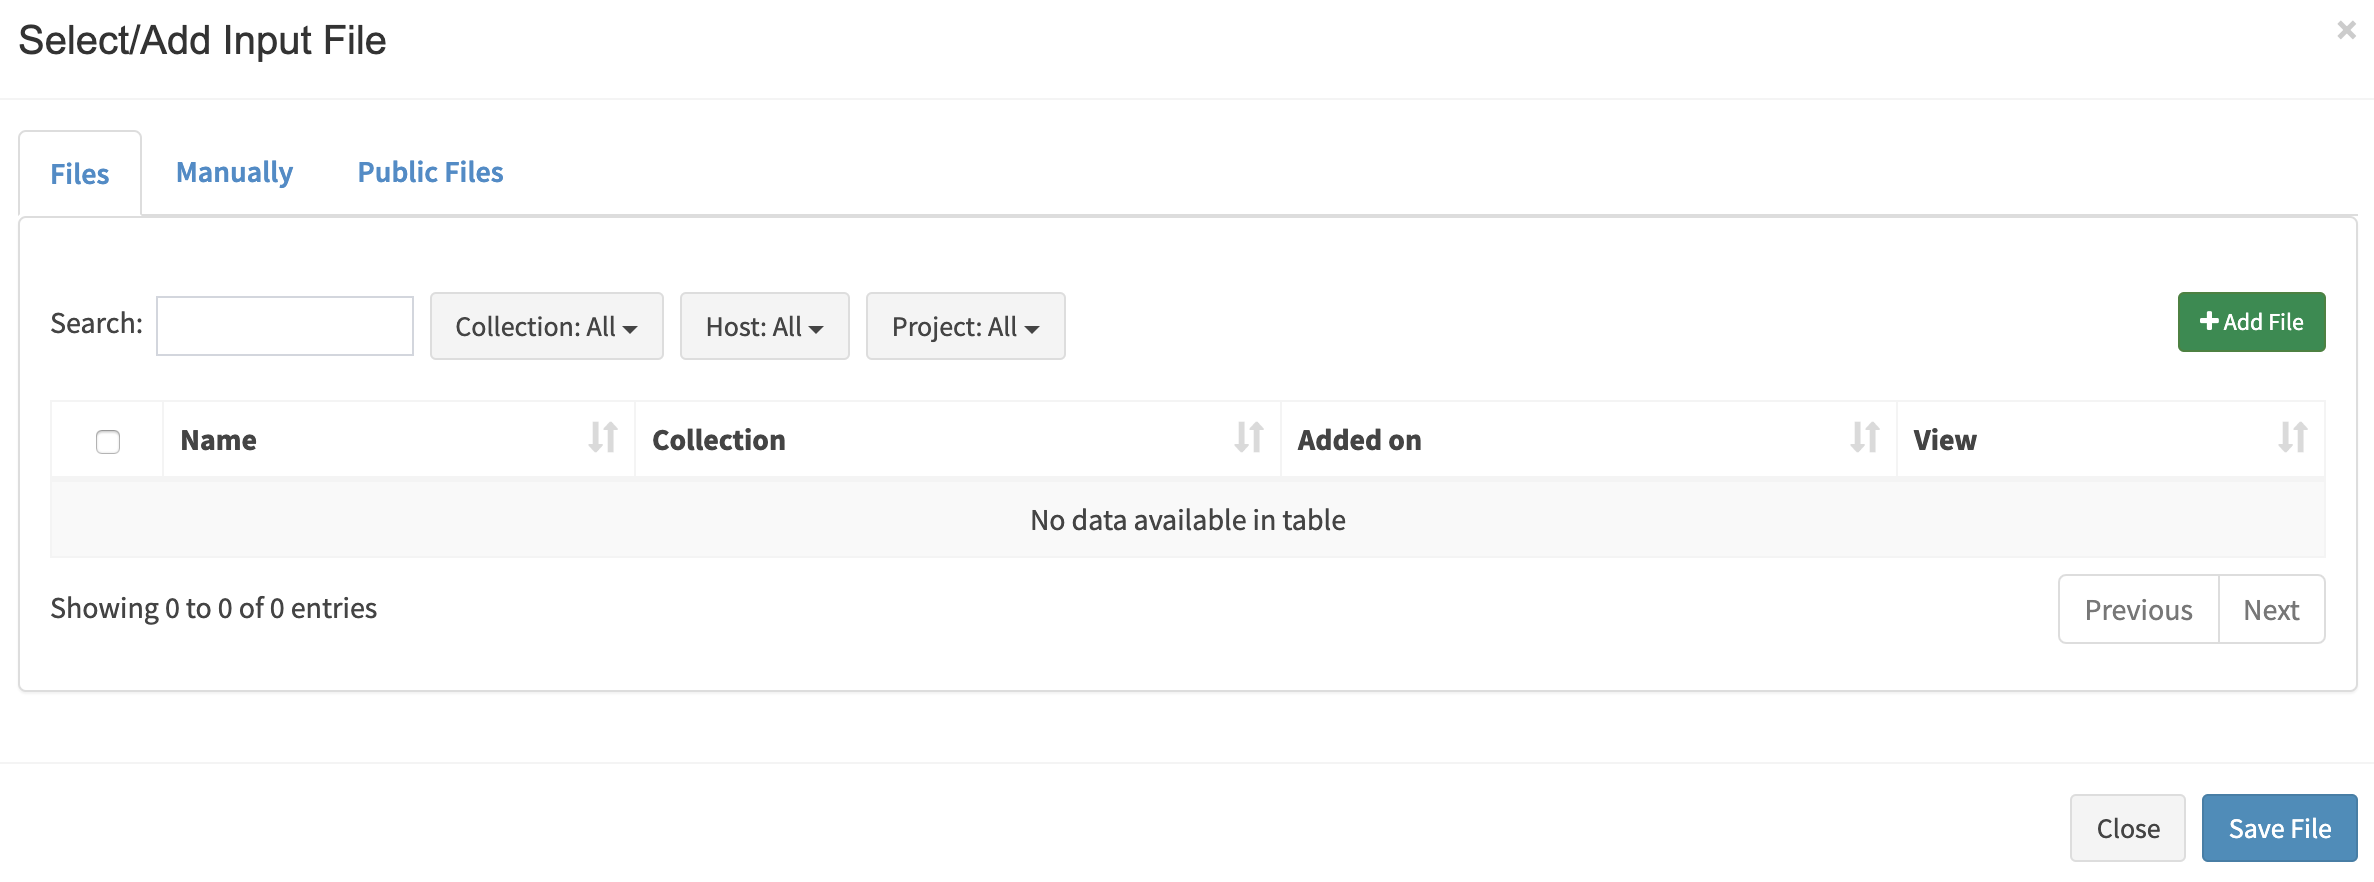 Select/Add Input File
×
Files Manually Public Files
Search: Collection: All Host: All Project: All + Add File
Name Collection Added on View
No data available in table
Showing 0 to 0 of 0 entries Previous Next
Close Save File